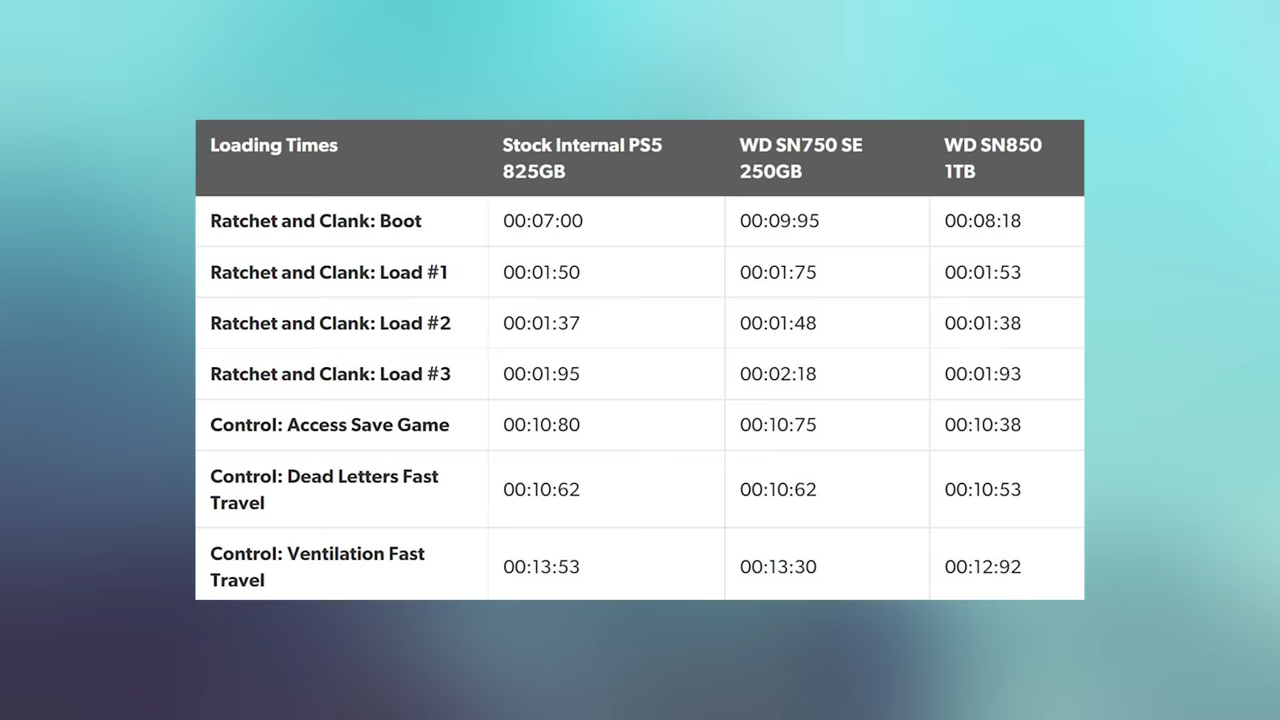 Loading Times Stock Internal PS5 WD SN750 SE WD SN850
825GB 250GB 1TB
Ratchet and Clank: Boot 00:07:00 00:09:95 00:08:18
Ratchet and Clank: Load #1 00:01:50 00:01:75 00:01:53
Ratchet and Clank: Load #2 00:01:37 00:01:48 00:01:38
Ratchet and Clank: Load #3 00:01:95 00:02:18 00:01:93
Control: Access Save Game 00:10:80 00:10:75 00:10:38
Control: Dead Letters Fast
Travel 00:10:62 00:10:62 00:10:53
Control: Ventilation Fast
Travel 00:13:53 00:13:30 00:12:92